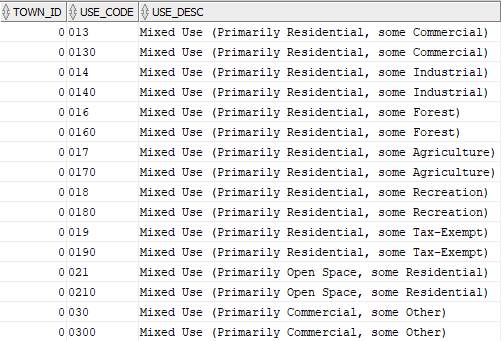 TOWN_ID USE_CODE USE_DESC
0 013 Mixed Use (Primarily Residential, some Commercial)
0 0130 Mixed Use (Primarily Residential, some Commercial)
0 014 Mixed Use (Primarily Residential, some Industrial)
0 0140 Mixed Use (Primarily Residential, some Industrial)
0 016 Mixed Use (Primarily Residential, some Forest)
0 0160 Mixed Use (Primarily Residential, some Forest)
0 017 Mixed Use (Primarily Residential, some Agriculture)
0 0170 Mixed Use (Primarily Residential, some Agriculture)
0 018 Mixed Use (Primarily Residential, some Recreation)
0 0180 Mixed Use (Primarily Residential, some Recreation)
0 019 Mixed Use (Primarily Residential, some Tax-Exempt)
0 0190 Mixed Use (Primarily Residential, some Tax-Exempt)
0 021 Mixed Use (Primarily Open Space, some Residential)
0 0210 Mixed Use (Primarily Open Space, some Residential)
0 030 Mixed Use (Primarily Commercial, some Other)
0 0300 Mixed Use (Primarily Commercial, some Other)